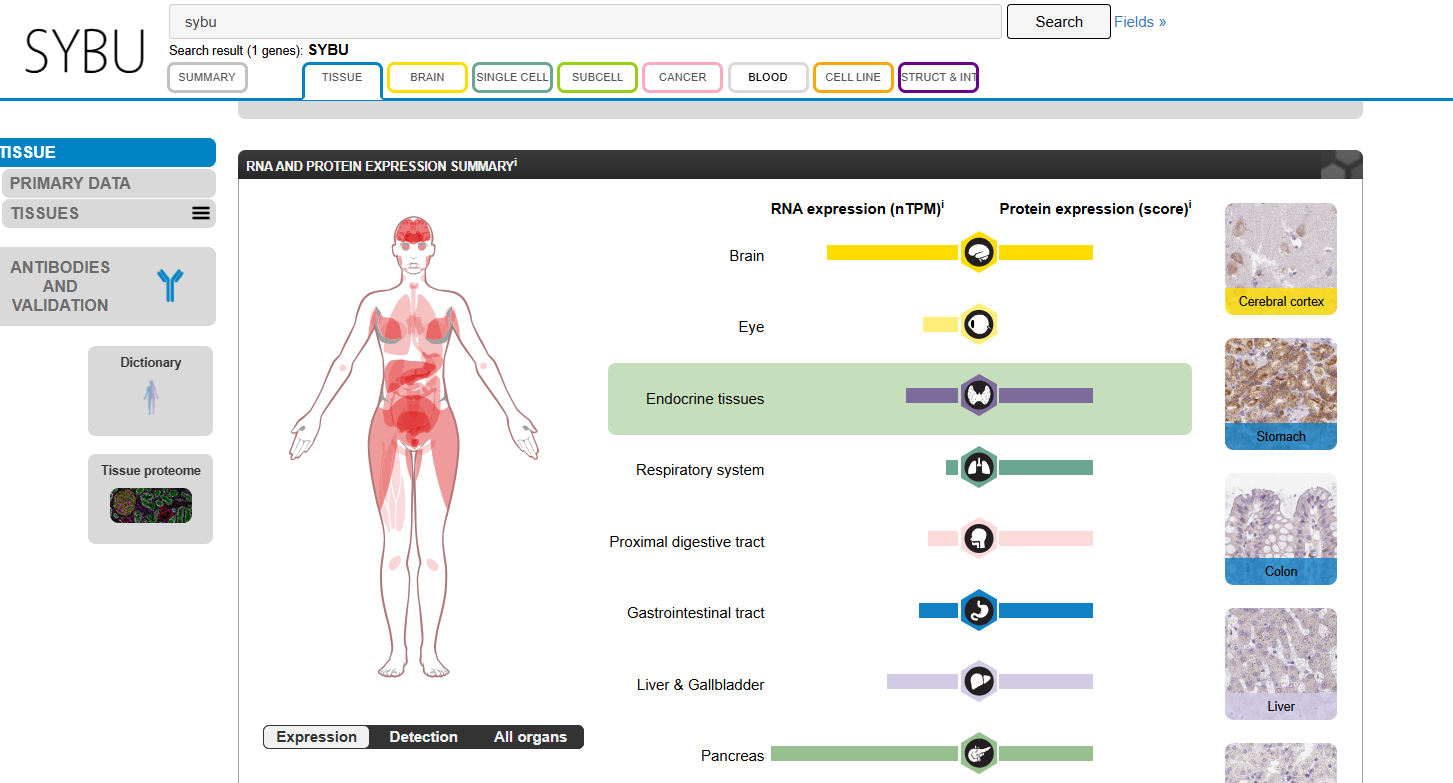 SYBU
sybu
Search
Fields »
Search result (1 genes): SYBU
SUMMARY
TISSUE
BRAIN
SINGLE CELL
SUBCELL
CANCER
BLOOD
CELL LINE
STRUCT & INT
TISSUE
PRIMARY DATA
TISSUES
ANTIBODIES
AND
VALIDATION
Dictionary
Tissue proteome
RNA AND PROTEIN EXPRESSION SUMMARYⁱ
RNA expression (nTPM)ⁱ
Protein expression (score)ⁱ
Brain
Eye
Endocrine tissues
Respiratory system
Proximal digestive tract
Gastrointestinal tract
Liver & Gallbladder
Pancreas
Cerebral cortex
Stomach
Colon
Liver
Expression
Detection
All organs